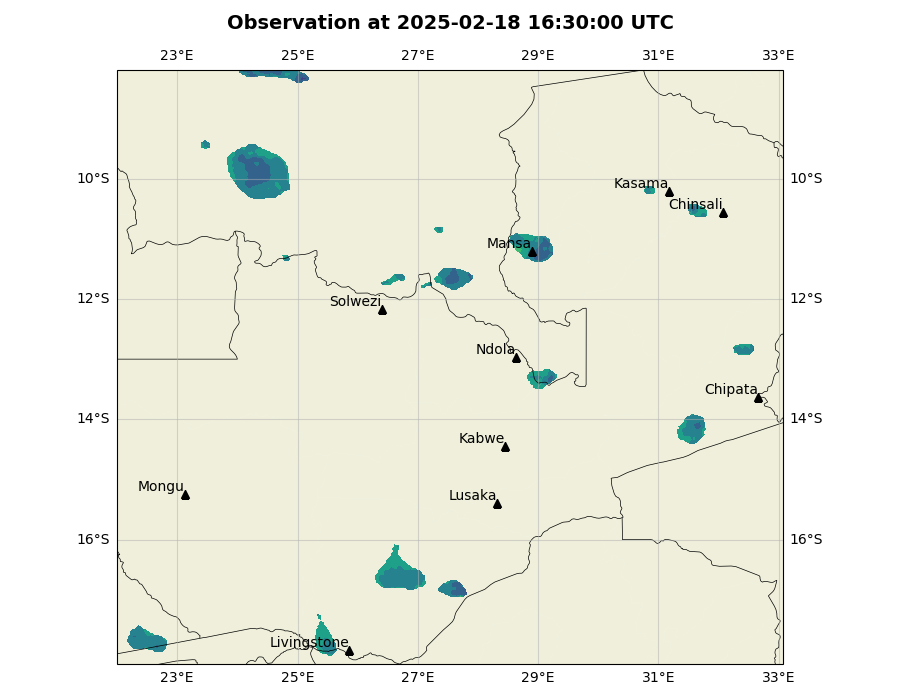 Observation at 2025-02-18 16:30:00 UTC
23°E 25°E 27°E 29°E 31°E 33°E
10°S 10°S
Kasama
Chinsali
Mansa
12°S 12°S
Solwezi
Ndola
Chipata
14°S 14°S
Kabwe
Mongu
Lusaka
16°S 16°S
Livingstone
23°E 25°E 27°E 29°E 31°E 33°E